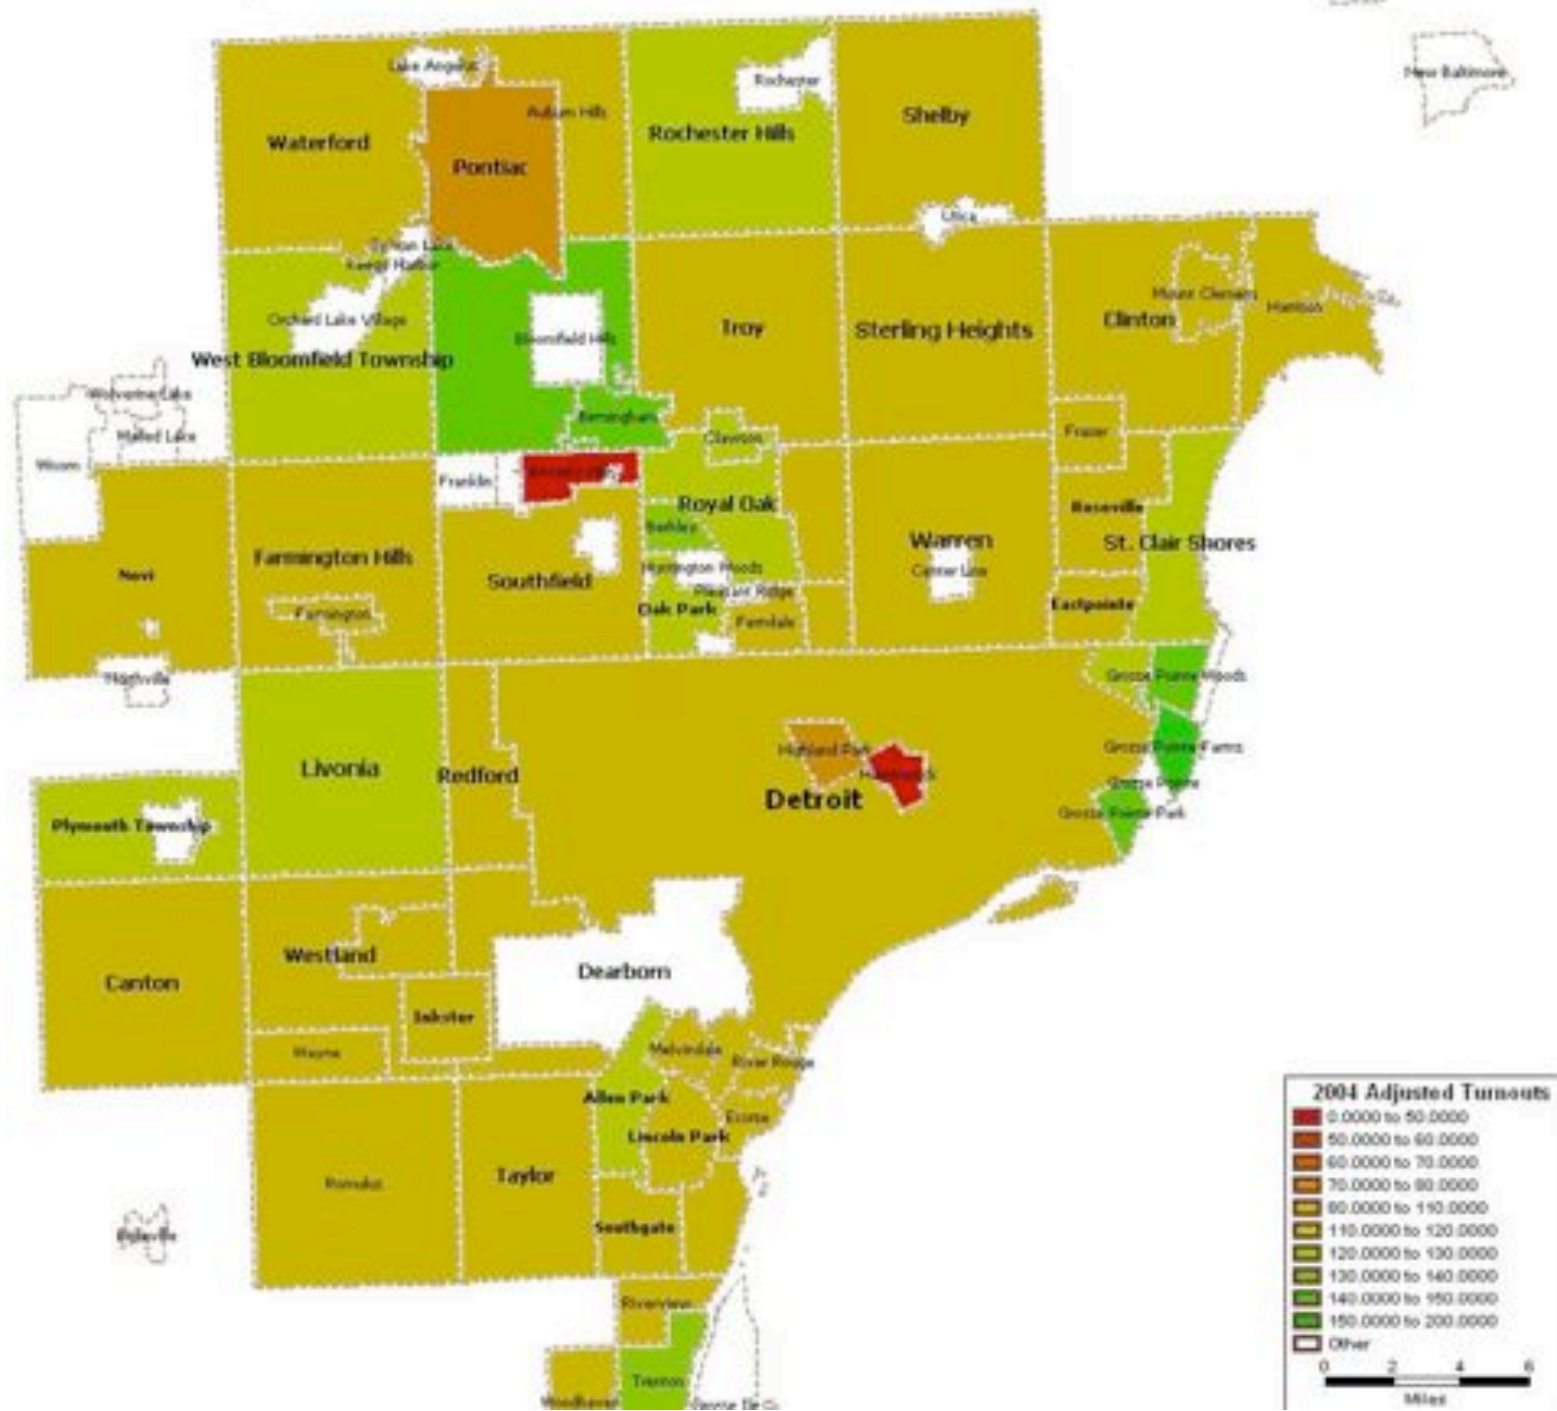 Lake Angelus
New Baltimore
Rochester
Auburn Hills
Shelby
Waterford
Rochester Hills
Pontiac
Utica
Sylvan Lake
Keego Harbor
Mount Clemens
Orchard Lake Village
Clinton
Troy
Sterling Heights
Bloomfield Hills
West Bloomfield Township
Wolverine Lake
Birmingham
Walled Lake
Clawson
Frazer
Wixom
Franklin
Royal Oak
Roseville
Berkley
Warren
St. Clair Shores
Farmington Hills
Huntington Woods
Center Line
Novi
Southfield
Pleasant Ridge
Oak Park
Eastpointe
Farmington
Ferndale
Northville
Grosse Pointe Woods
Highland Park
Grosse Pointe Farms
Livonia
Redford
Hamtramck
Grosse Pointe
Detroit
Grosse Pointe Park
Plymouth Township
Westland
Dearborn
Canton
Inkster
Wayne
Melvindale
River Rouge
Allen Park
Ecorse
Lincoln Park
Romulus
Taylor
Southgate
Belleville
Riverview
Trenton
Woodhaven
2004 Adjusted Turnouts
0.0000 to 50.0000
50.0000 to 60.0000
60.0000 to 70.0000
70.0000 to 80.0000
80.0000 to 110.0000
110.0000 to 120.0000
120.0000 to 130.0000
130.0000 to 140.0000
140.0000 to 150.0000
150.0000 to 200.0000
Other
0 2 4 6
Miles